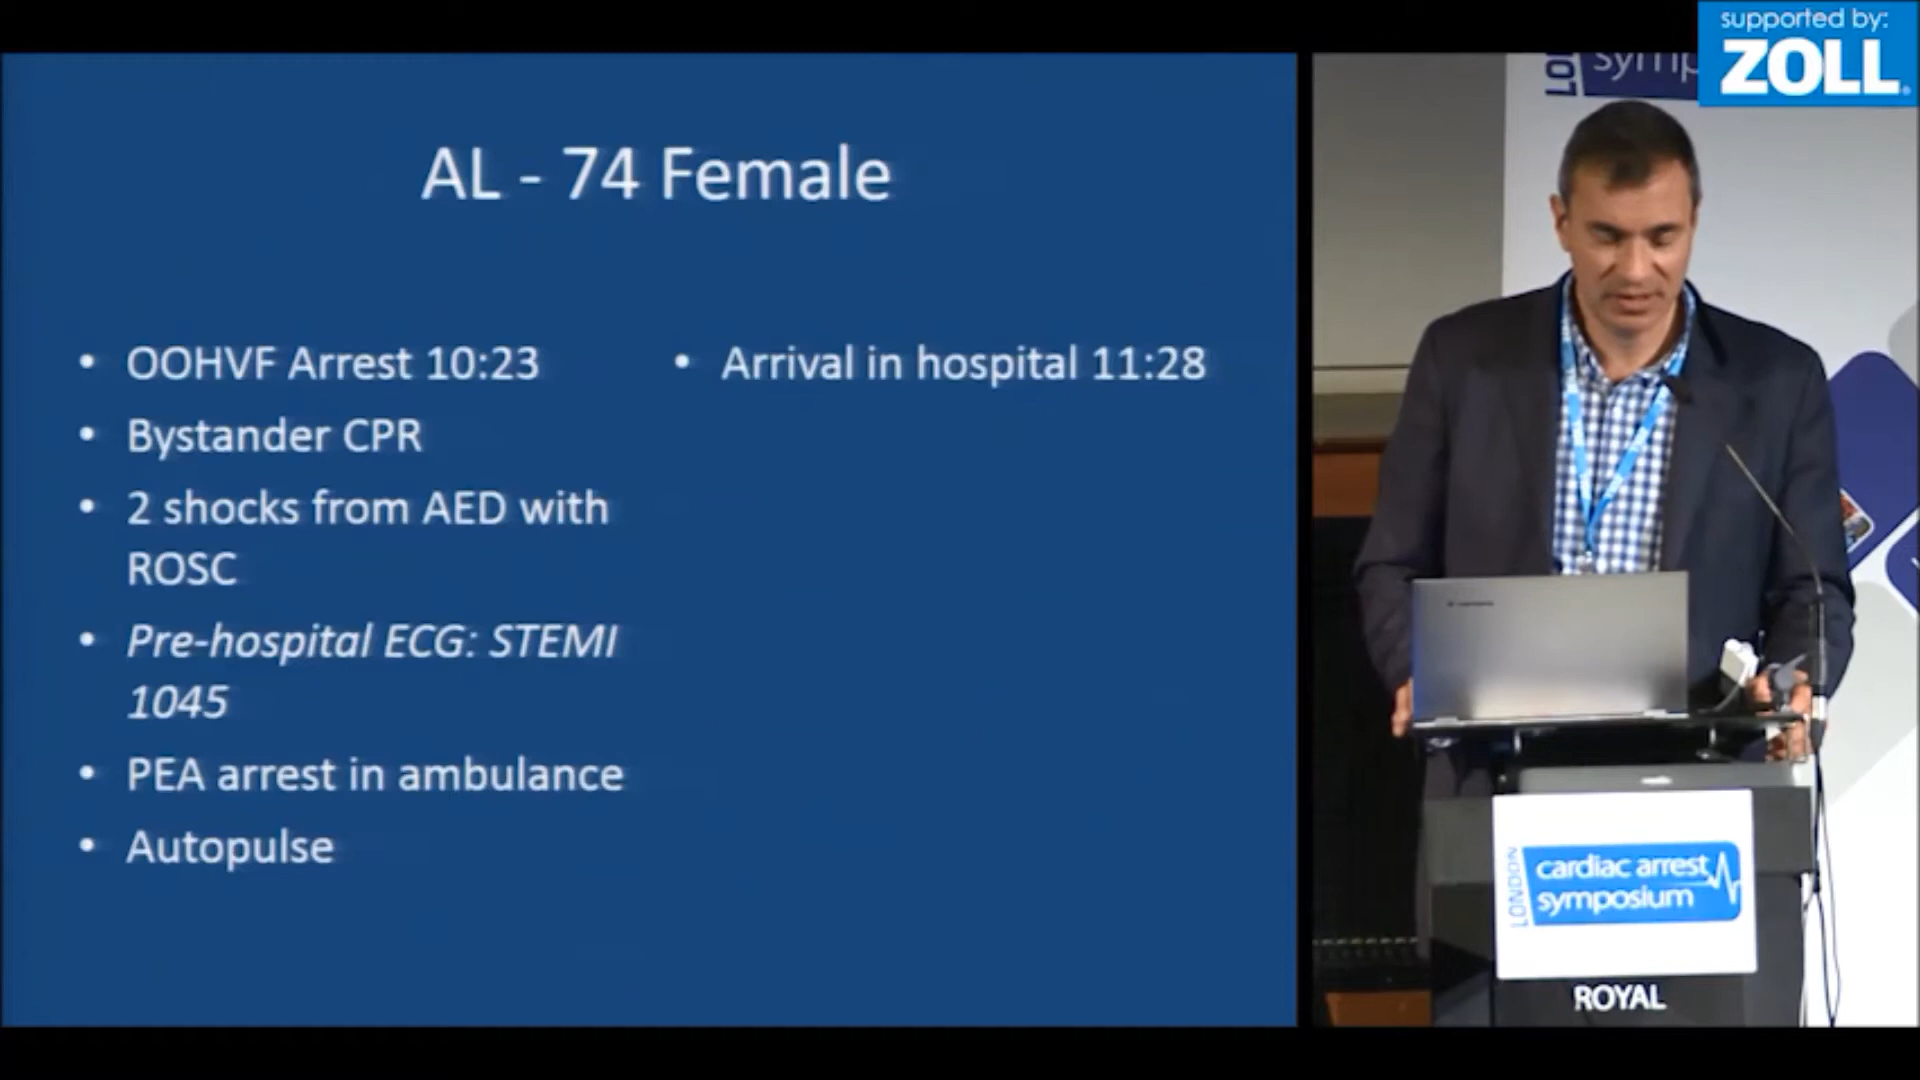 supported by:
ZOLL
AL - 74 Female
• OOHVF Arrest 10:23
• Bystander CPR
• 2 shocks from AED with
ROSC
• Pre-hospital ECG: STEMI
1045
• PEA arrest in ambulance
• Autopulse
• Arrival in hospital 11:28
LONDON
cardiac arrest
symposium
ROYAL